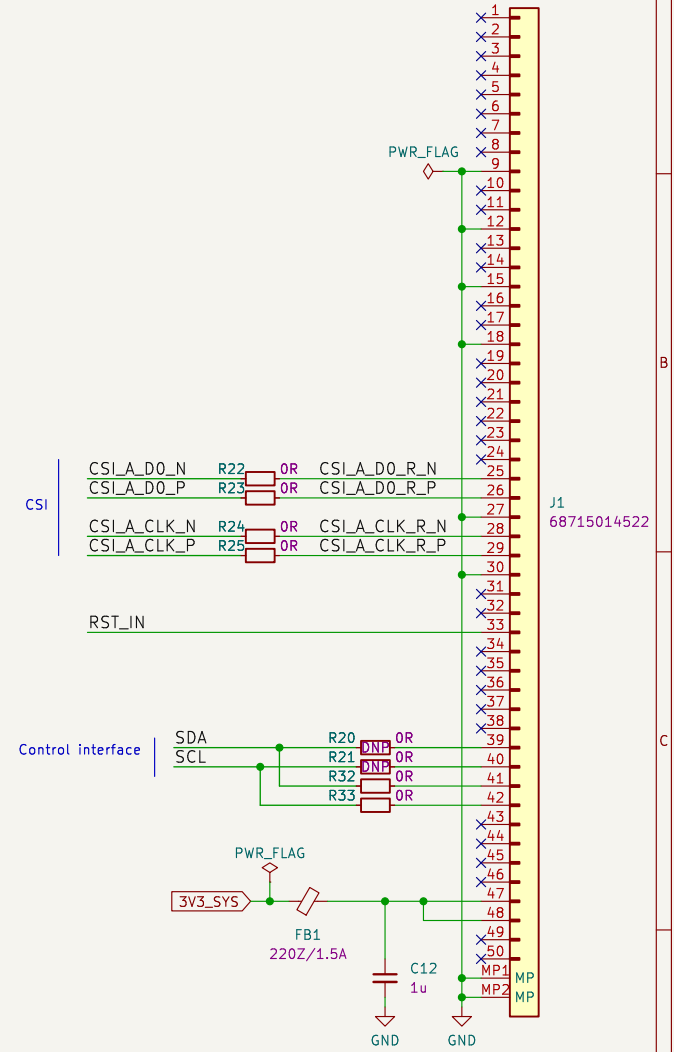 1
2
3
4
5
6
7
8
PWR_FLAG
9
10
11
12
13
14
15
16
17
18
19
B
20
21
22
23
24
CSI_A_D0_N R22 0R CSI_A_D0_R_N 25
CSI_A_D0_P R23 0R CSI_A_D0_R_P 26
CSI
J1
27
68715014522
CSI_A_CLK_N R24 0R CSI_A_CLK_R_N 28
CSI_A_CLK_P R25 0R CSI_A_CLK_R_P 29
30
31
32
RST_IN 33
34
35
36
37
38
SDA R20 DNP 0R 39
C
Control interface
SCL R21 DNP 0R 40
R32 0R 41
R33 0R 42
43
44
PWR_FLAG
45
46
3V3_SYS 47
48
FB1
49
220Z/1.5A
50
C12
MP1 MP
1u
MP2 MP
GND GND